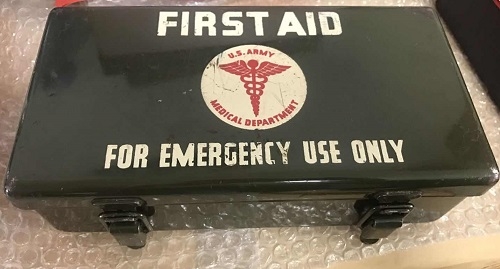 FIRST AID
U.S. ARMY
MEDICAL DEPARTMENT
FOR EMERGENCY USE ONLY